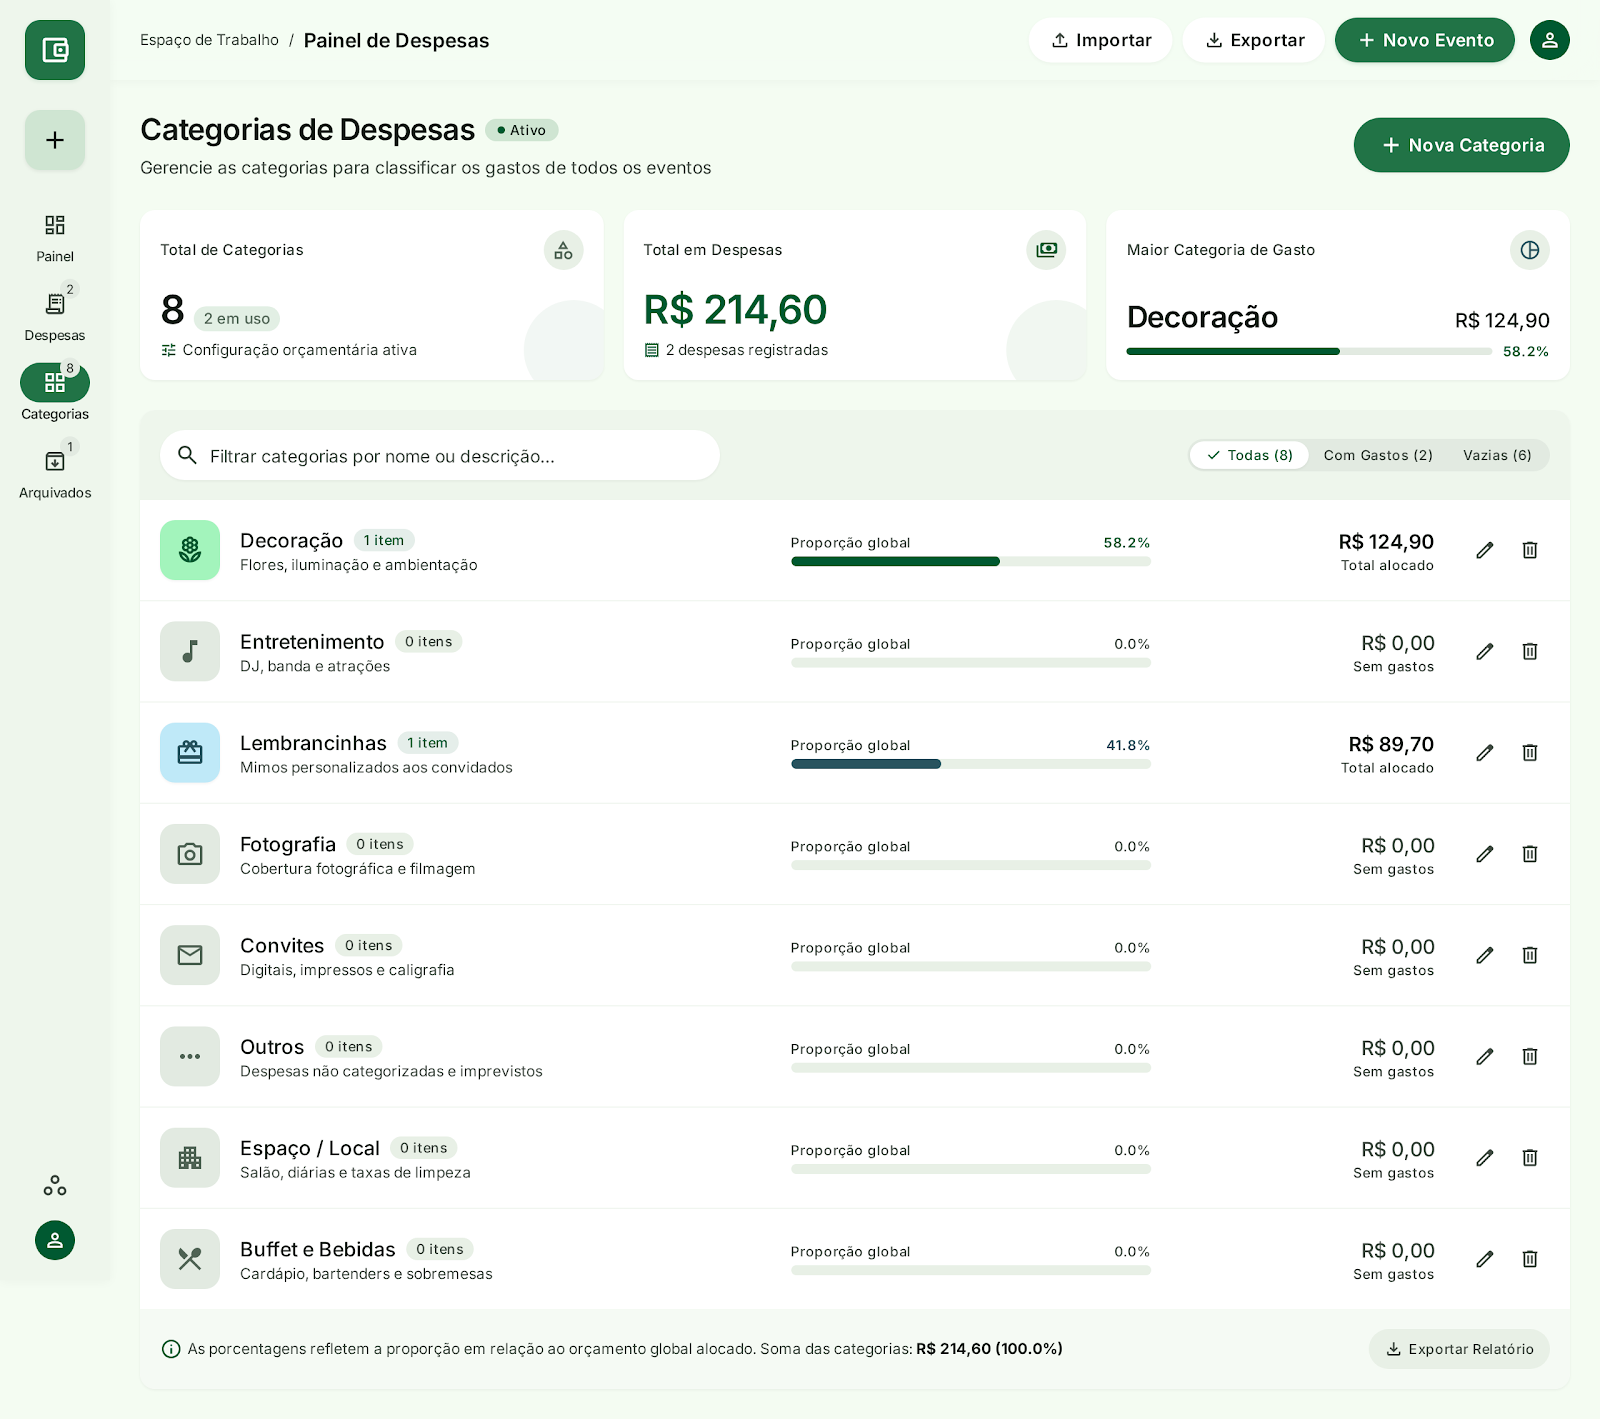 Espaço de Trabalho / Painel de Despesas
Importar
Exportar
+ Novo Evento
Painel
2
Despesas
8
Categorias
1
Arquivados
Categorias de Despesas
Ativo
Gerencie as categorias para classificar os gastos de todos os eventos
+ Nova Categoria
Total de Categorias
8 2 em uso
Configuração orçamentária ativa
Total em Despesas
R$ 214,60
2 despesas registradas
Maior Categoria de Gasto
Decoração R$ 124,90
58.2%
Filtrar categorias por nome ou descrição...
Todas (8) Com Gastos (2) Vazias (6)
Decoração 1 item
Flores, iluminação e ambientação
Proporção global 58.2%
R$ 124,90
Total alocado
Entretenimento 0 itens
DJ, banda e atrações
Proporção global 0.0%
R$ 0,00
Sem gastos
Lembrancinhas 1 item
Mimos personalizados aos convidados
Proporção global 41.8%
R$ 89,70
Total alocado
Fotografia 0 itens
Cobertura fotográfica e filmagem
Proporção global 0.0%
R$ 0,00
Sem gastos
Convites 0 itens
Digitais, impressos e caligrafia
Proporção global 0.0%
R$ 0,00
Sem gastos
Outros 0 itens
Despesas não categorizadas e imprevistos
Proporção global 0.0%
R$ 0,00
Sem gastos
Espaço / Local 0 itens
Salão, diárias e taxas de limpeza
Proporção global 0.0%
R$ 0,00
Sem gastos
Buffet e Bebidas 0 itens
Cardápio, bartenders e sobremesas
Proporção global 0.0%
R$ 0,00
Sem gastos
As porcentagens refletem a proporção em relação ao orçamento global alocado. Soma das categorias: R$ 214,60 (100.0%)
Exportar Relatório